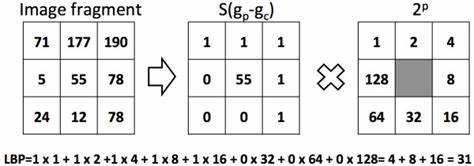 Image fragment S(gp-gc) 2p
71 177 190 1 1 1 1 2 4
5 55 78 0 55 1 128 8
24 12 78 0 0 1 64 32 16
LBP=1 x 1 + 1 x 2 +1 x 4 + 1 x 8 + 1 x 16 + 0 x 32 + 0 x 64 + 0 x 128= 4 + 8 + 16 = 31